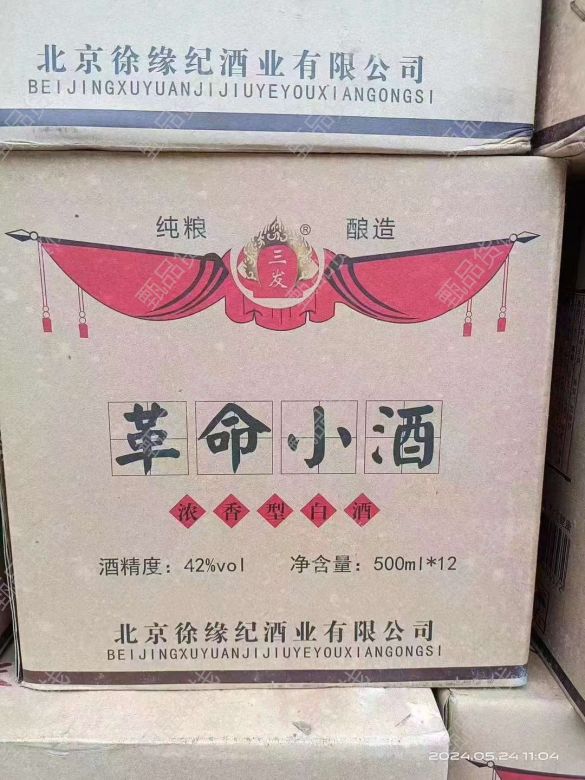 北京徐缘纪酒业有限公司
BEIJINGXUYUANJIJIUYEYOUXIANGONGSI
纯粮 ® 酿造
三发
革命小酒
浓香型白酒
酒精度：42%vol 净含量：500ml*12
北京徐缘纪酒业有限公司
BEIJINGXUYUANJIJIUYEYOUXIANGONGSI
2024.05.24 11:04